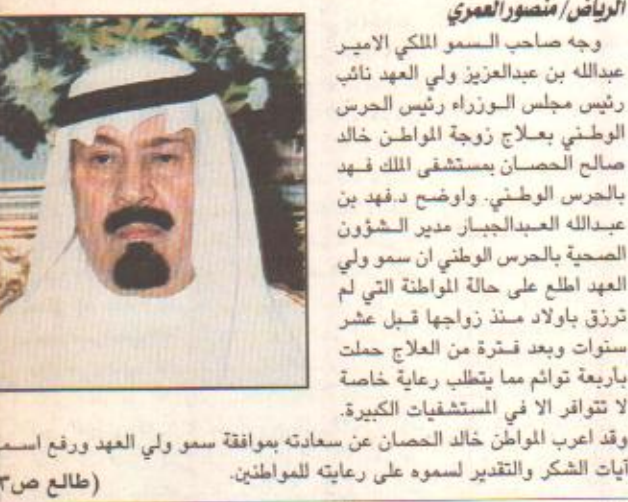 الرياض/ منصور العمري
وجه صاحب السمو الملكي الامير
عبدالله بن عبدالعزيز ولي العهد نائب
رئيس مجلس الوزراء رئيس الحرس
الوطني بعلاج زوجة المواطن خالد
صالح الحصان بمستشفى الملك فهد
بالحرس الوطني. واوضح د.فهد بن
عبدالله العبدالجبار مدير الشؤون
الصحية بالحرس الوطني ان سمو ولي
العهد اطلع على حالة المواطنة التي لم
ترزق باولاد منذ زواجها قبل عشر
سنوات وبعد فترة من العلاج حملت
بأربعة توائم مما يتطلب رعاية خاصة
لا تتوافر الا في المستشفيات الكبيرة.
وقد اعرب المواطن خالد الحصان عن سعادته بموافقة سمو ولي العهد ورفع اسمـ
آيات الشكر والتقدير لسموه على رعايته للمواطنين.
(طالع ص٣